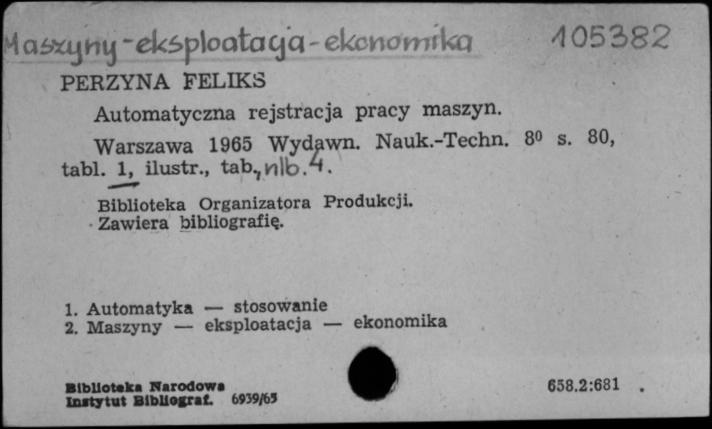 Maszyny-eksploatacja-ekonomika 105382
PERZYNA FELIKS
Automatyczna rejstracja pracy maszyn.
Warszawa 1965 Wydawn. Nauk.-Techn. 8⁰ s. 80,
tabl. 1, ilustr., tab., nlb. 4.
Biblioteka Organizatora Produkcji.
Zawiera bibliografię.
1. Automatyka — stosowanie
2. Maszyny — eksploatacja — ekonomika
Biblioteka Narodowa
Instytut Bibliograf. 6939/65 658.2:681 .